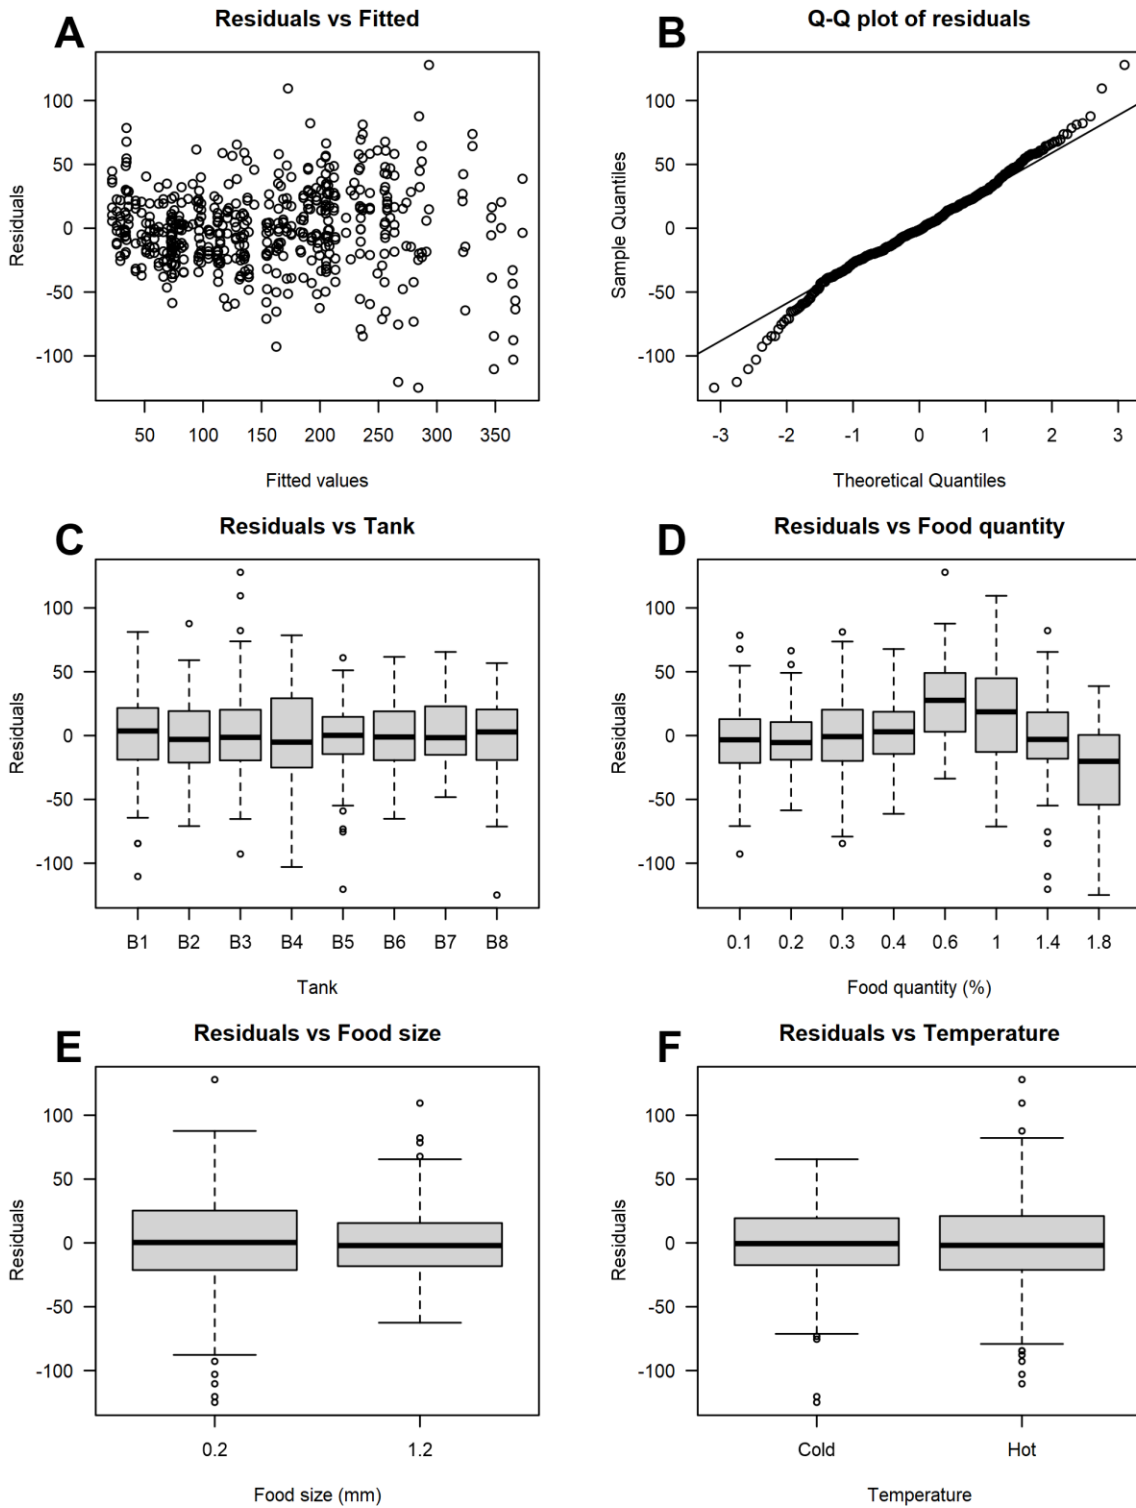 A
Residuals vs Fitted
100
50
0
-50
-100
Residuals
50 100 150 200 250 300 350
Fitted values
B
Q-Q plot of residuals
100
50
0
-50
-100
Sample Quantiles
-3 -2 -1 0 1 2 3
Theoretical Quantiles
C
Residuals vs Tank
100
50
0
-50
-100
Residuals
B1 B2 B3 B4 B5 B6 B7 B8
Tank
D
Residuals vs Food quantity
100
50
0
-50
-100
Residuals
0.1 0.2 0.3 0.4 0.6 1 1.4 1.8
Food quantity (%)
E
Residuals vs Food size
100
50
0
-50
-100
Residuals
0.2 1.2
Food size (mm)
F
Residuals vs Temperature
100
50
0
-50
-100
Residuals
Cold Hot
Temperature